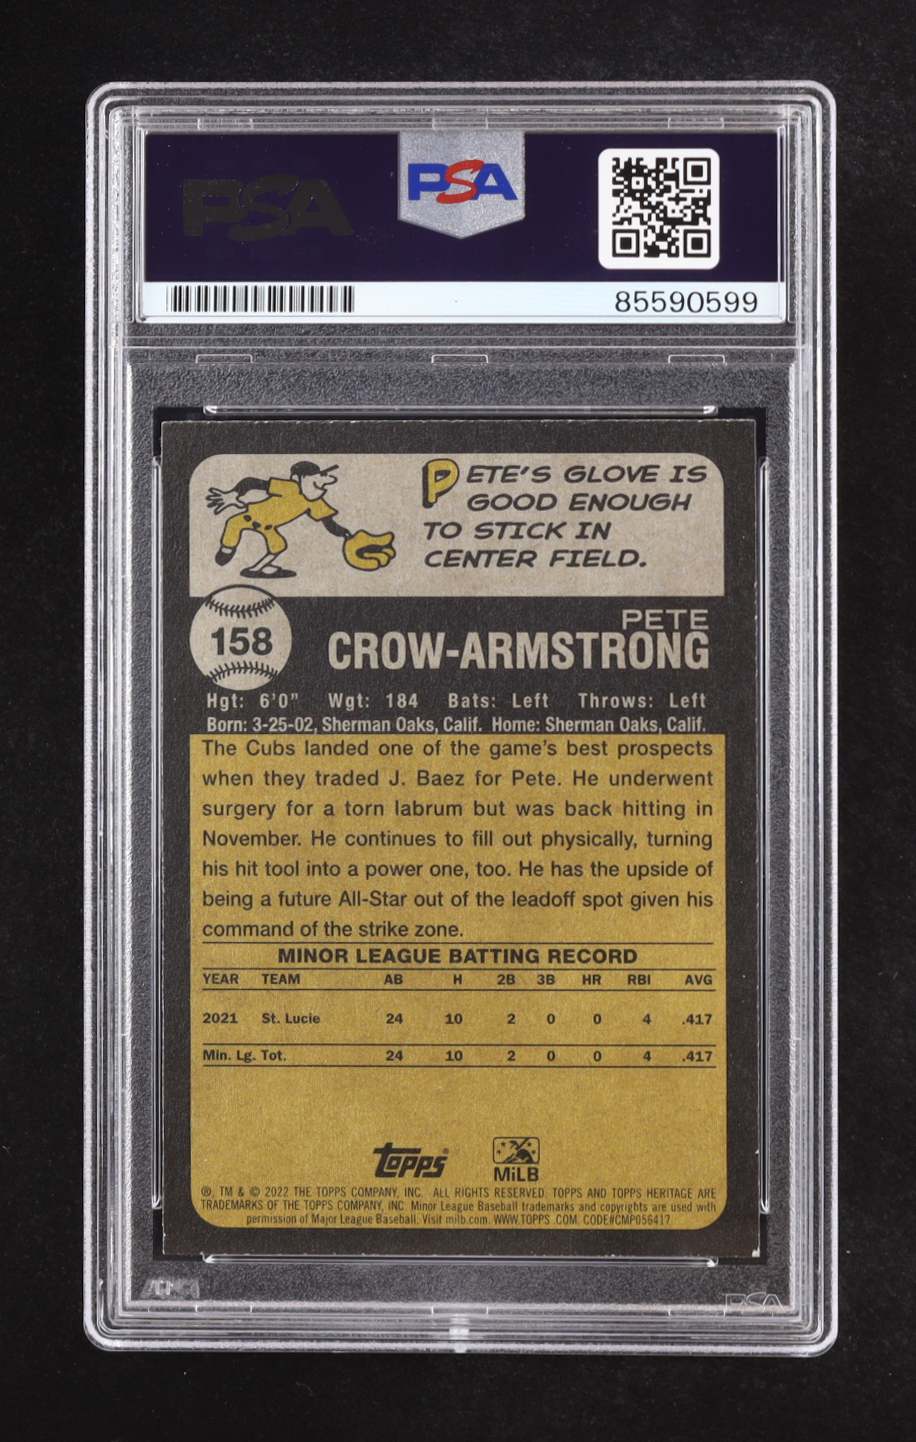 PSA PSA
85590599
PETE'S GLOVE IS
GOOD ENOUGH
TO STICK IN
CENTER FIELD.
158
PETE
CROW-ARMSTRONG
Hgt: 6'0" Wgt: 184 Bats: Left Throws: Left
Born: 3-25-02, Sherman Oaks, Calif. Home: Sherman Oaks, Calif.
The Cubs landed one of the game's best prospects
when they traded J. Baez for Pete. He underwent
surgery for a torn labrum but was back hitting in
November. He continues to fill out physically, turning
his hit tool into a power one, too. He has the upside of
being a future All-Star out of the leadoff spot given his
command of the strike zone.
MINOR LEAGUE BATTING RECORD
YEAR TEAM AB H 2B 3B HR RBI AVG
2021 St. Lucie 24 10 2 0 0 4 .417
Min. Lg. Tot. 24 10 2 0 0 4 .417
Topps MiLB
®, TM & © 2022 THE TOPPS COMPANY, INC. ALL RIGHTS RESERVED. TOPPS AND TOPPS HERITAGE ARE
TRADEMARKS OF THE TOPPS COMPANY, INC. Minor League Baseball trademarks and copyrights are used with
permission of Major League Baseball. Visit milb.com. WWW.TOPPS.COM. CODE#CMP056417
PSA